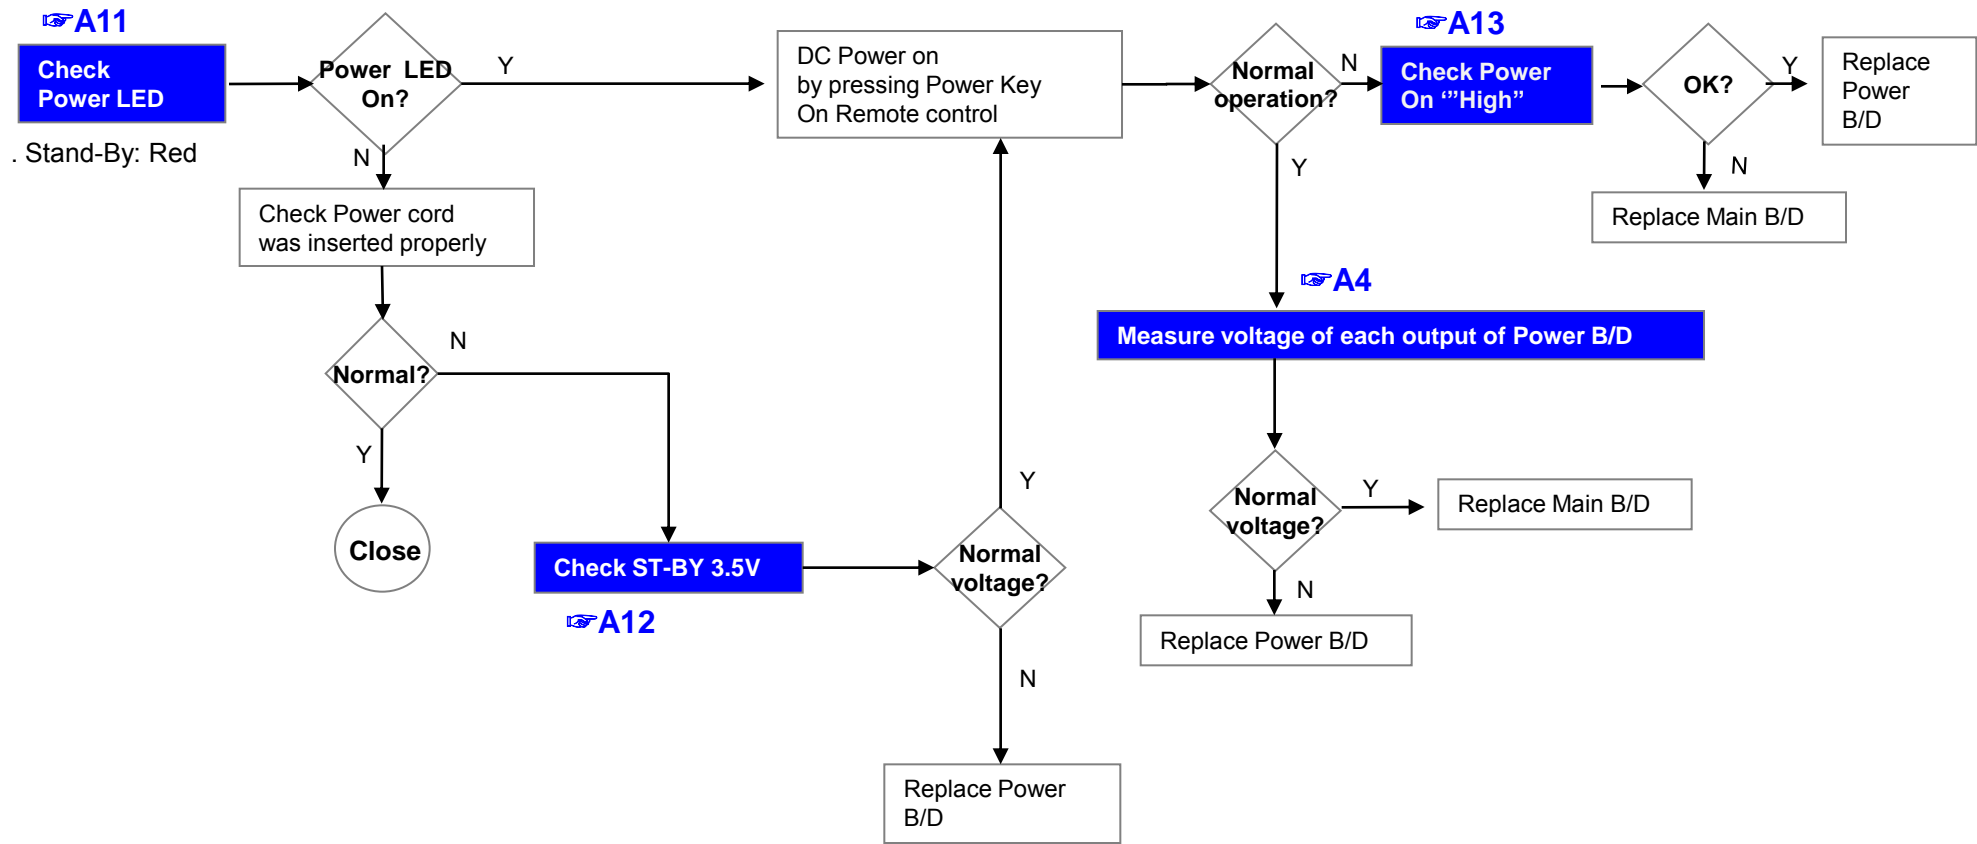 ☞A11
Check
Power LED
. Stand-By: Red
Power LED
On?
Y
N
Check Power cord
was inserted properly
Normal?
N
Y
Close
Check ST-BY 3.5V
☞A12
Normal
voltage?
Y
N
Replace Power
B/D
DC Power on
by pressing Power Key
On Remote control
Normal
operation?
N
Y
☞A13
Check Power
On ‘”High”
OK?
Y
N
Replace
Power
B/D
Replace Main B/D
☞A4
Measure voltage of each output of Power B/D
Normal
voltage?
Y
N
Replace Main B/D
Replace Power B/D